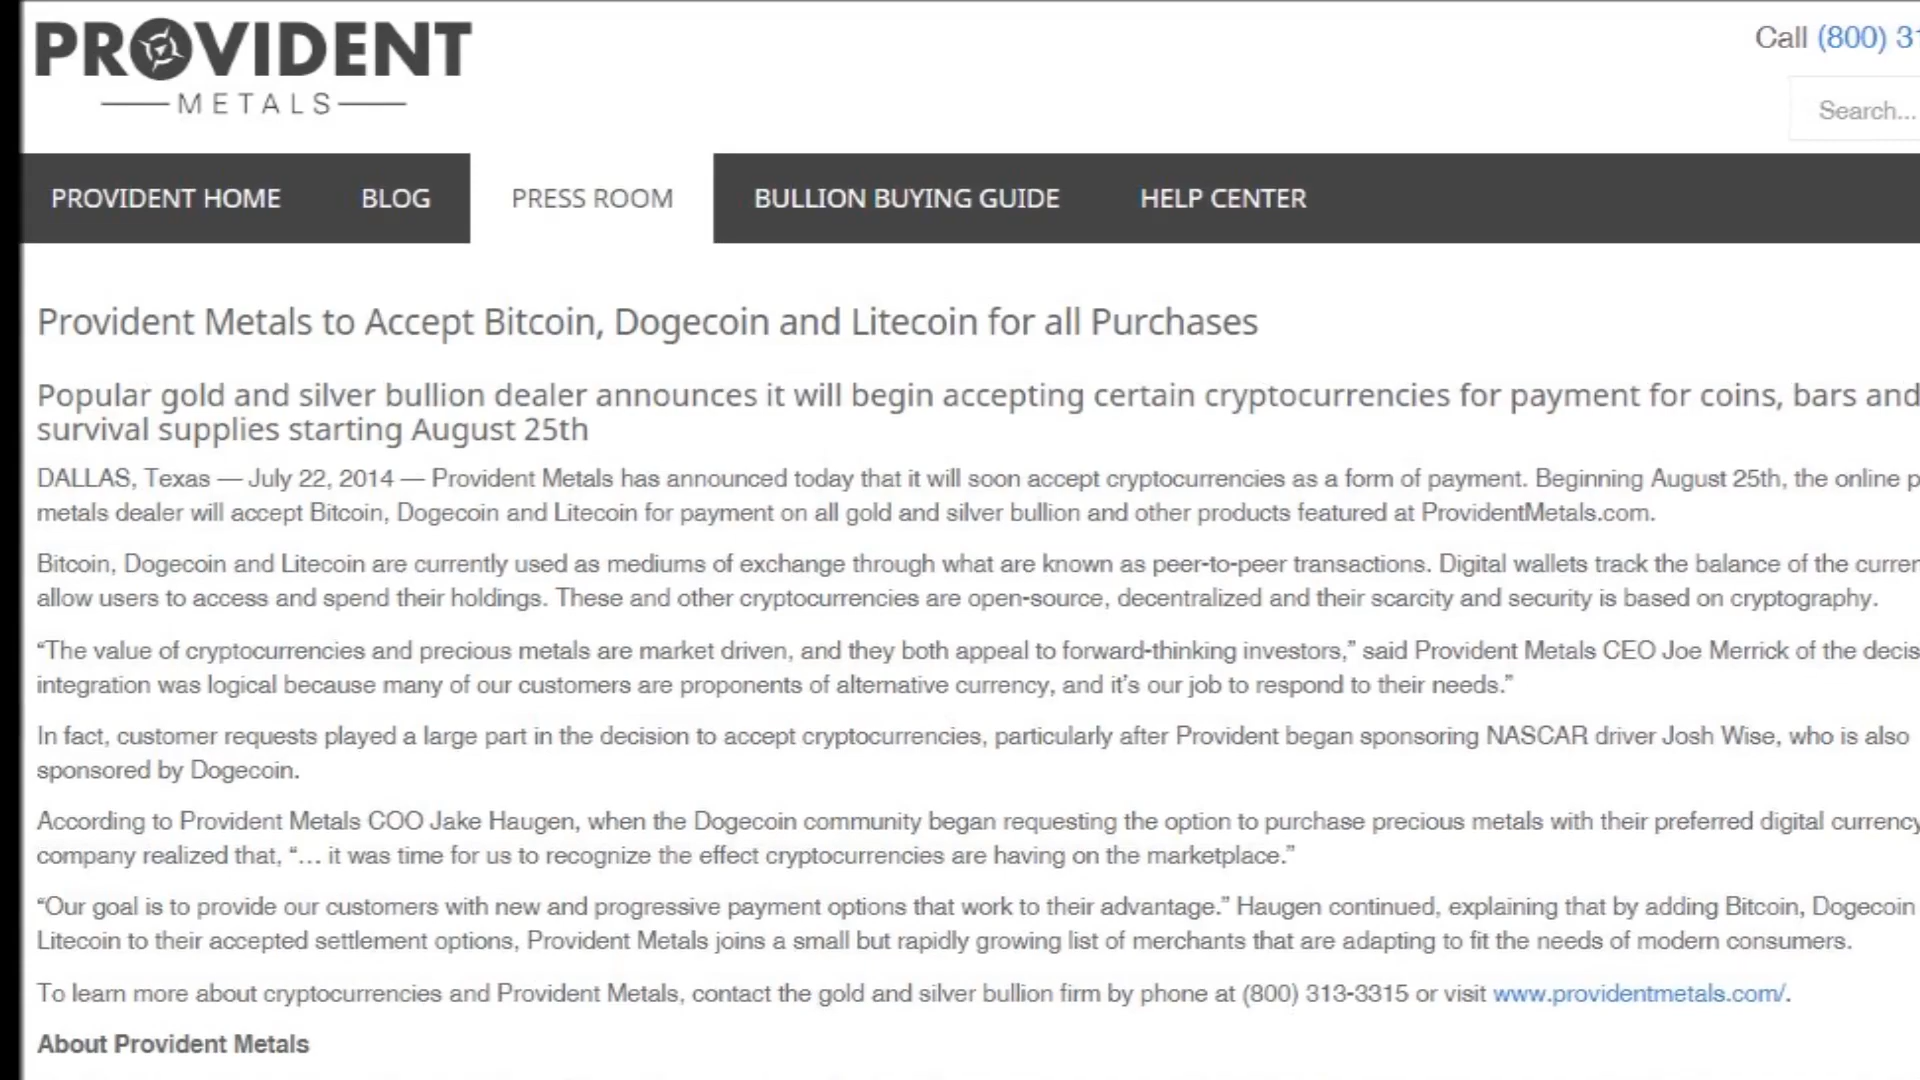 PROVIDENT
METALS
Call (800) 31
Search...
PROVIDENT HOME BLOG PRESS ROOM BULLION BUYING GUIDE HELP CENTER
Provident Metals to Accept Bitcoin, Dogecoin and Litecoin for all Purchases
Popular gold and silver bullion dealer announces it will begin accepting certain cryptocurrencies for payment for coins, bars and
survival supplies starting August 25th
DALLAS, Texas — July 22, 2014 — Provident Metals has announced today that it will soon accept cryptocurrencies as a form of payment. Beginning August 25th, the online
metals dealer will accept Bitcoin, Dogecoin and Litecoin for payment on all gold and silver bullion and other products featured at ProvidentMetals.com.
Bitcoin, Dogecoin and Litecoin are currently used as mediums of exchange through what are known as peer-to-peer transactions. Digital wallets track the balance of the
allow users to access and spend their holdings. These and other cryptocurrencies are open-source, decentralized and their scarcity and security is based on cryptography.
“The value of cryptocurrencies and precious metals are market driven, and they both appeal to forward-thinking investors,” said Provident Metals CEO Joe Merrick of the
integration was logical because many of our customers are proponents of alternative currency, and it’s our job to respond to their needs.”
In fact, customer requests played a large part in the decision to accept cryptocurrencies, particularly after Provident began sponsoring NASCAR driver Josh Wise, who is also
sponsored by Dogecoin.
According to Provident Metals COO Jake Haugen, when the Dogecoin community began requesting the option to purchase precious metals with their preferred digital currency
company realized that, “… it was time for us to recognize the effect cryptocurrencies are having on the marketplace.”
“Our goal is to provide our customers with new and progressive payment options that work to their advantage.” Haugen continued, explaining that by adding Bitcoin, Dogecoin
Litecoin to their accepted settlement options, Provident Metals joins a small but rapidly growing list of merchants that are adapting to fit the needs of modern consumers.
To learn more about cryptocurrencies and Provident Metals, contact the gold and silver bullion firm by phone at (800) 313-3315 or visit www.providentmetals.com/.
About Provident Metals